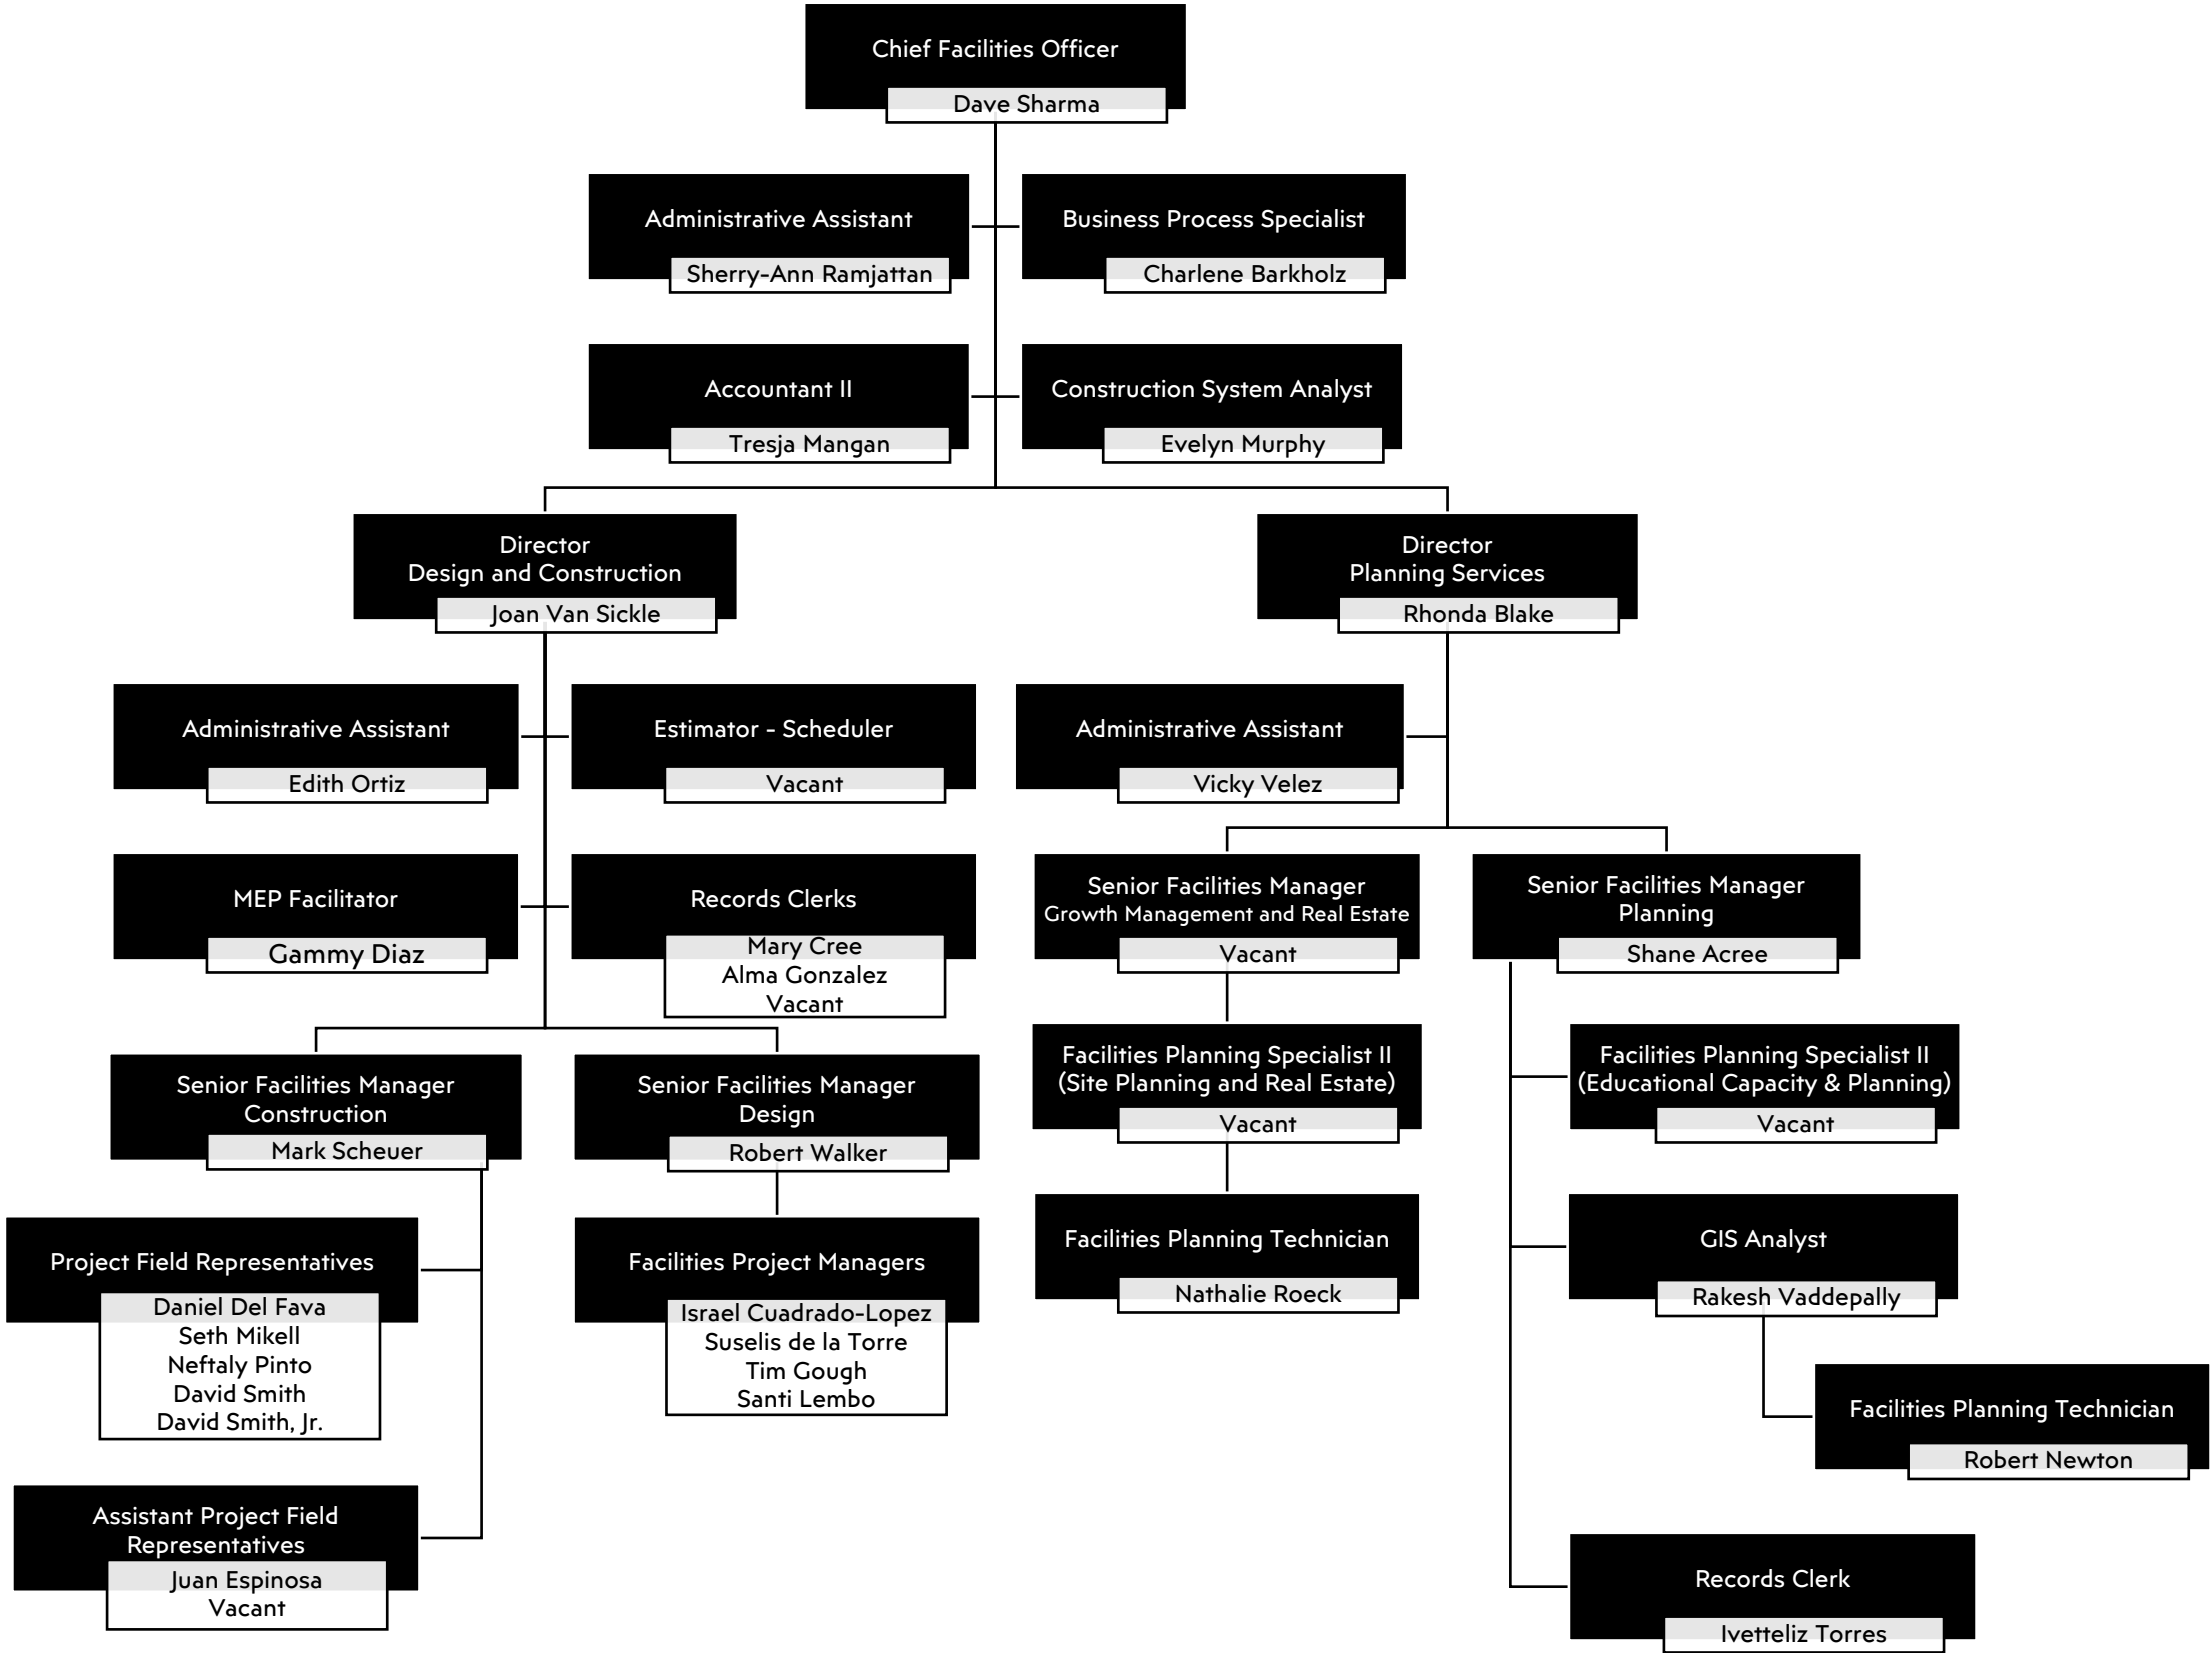 Chief Facilities Officer
Dave Sharma
Administrative Assistant
Sherry-Ann Ramjattan
Business Process Specialist
Charlene Barkholz
Accountant II
Tresja Mangan
Construction System Analyst
Evelyn Murphy
Director
Design and Construction
Joan Van Sickle
Director
Planning Services
Rhonda Blake
Administrative Assistant
Edith Ortiz
Estimator - Scheduler
Vacant
Administrative Assistant
Vicky Velez
MEP Facilitator
Gammy Diaz
Records Clerks
Mary Cree
Alma Gonzalez
Vacant
Senior Facilities Manager
Growth Management and Real Estate
Vacant
Senior Facilities Manager
Planning
Shane Acree
Senior Facilities Manager
Construction
Mark Scheuer
Senior Facilities Manager
Design
Robert Walker
Facilities Planning Specialist II
(Site Planning and Real Estate)
Vacant
Facilities Planning Specialist II
(Educational Capacity & Planning)
Vacant
Project Field Representatives
Daniel Del Fava
Seth Mikell
Neftaly Pinto
David Smith
David Smith, Jr.
Facilities Project Managers
Israel Cuadrado-Lopez
Suselis de la Torre
Tim Gough
Santi Lembo
Facilities Planning Technician
Nathalie Roeck
GIS Analyst
Rakesh Vaddepally
Facilities Planning Technician
Robert Newton
Assistant Project Field
Representatives
Juan Espinosa
Vacant
Records Clerk
Ivetteliz Torres